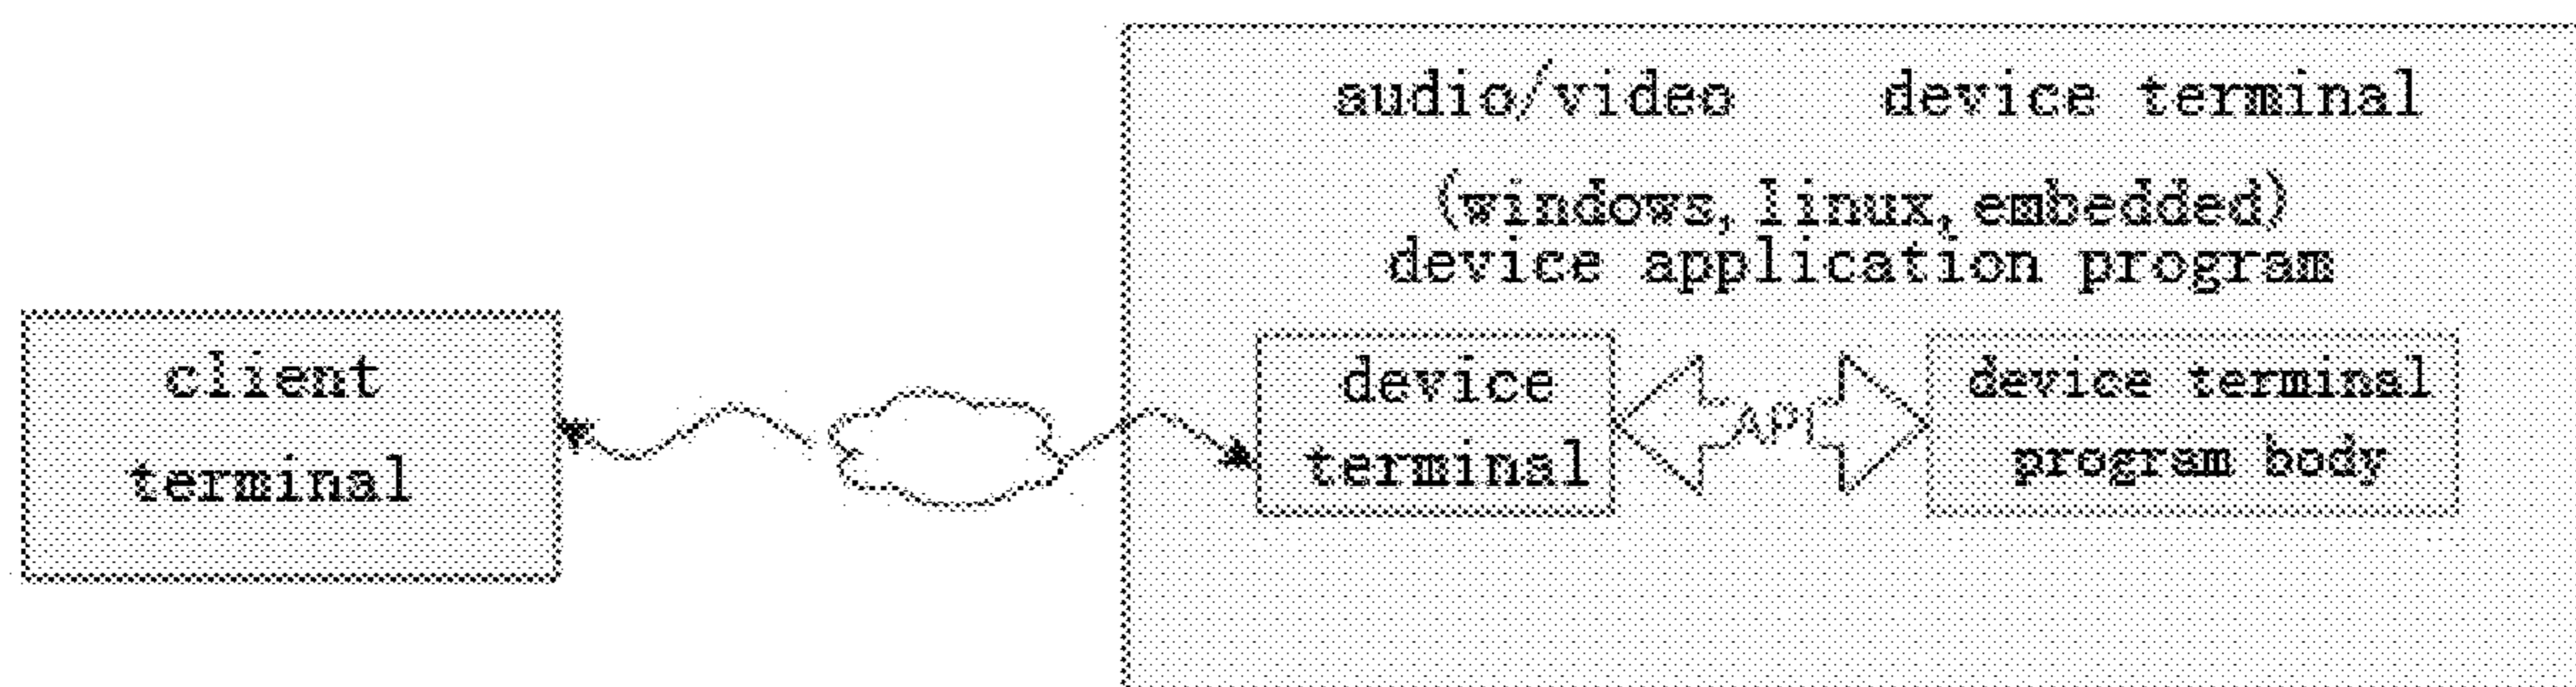 audio/video device terminal
(windows, linux, embedded)
device application program
client
terminal
device
terminal
API
device terminal
program body